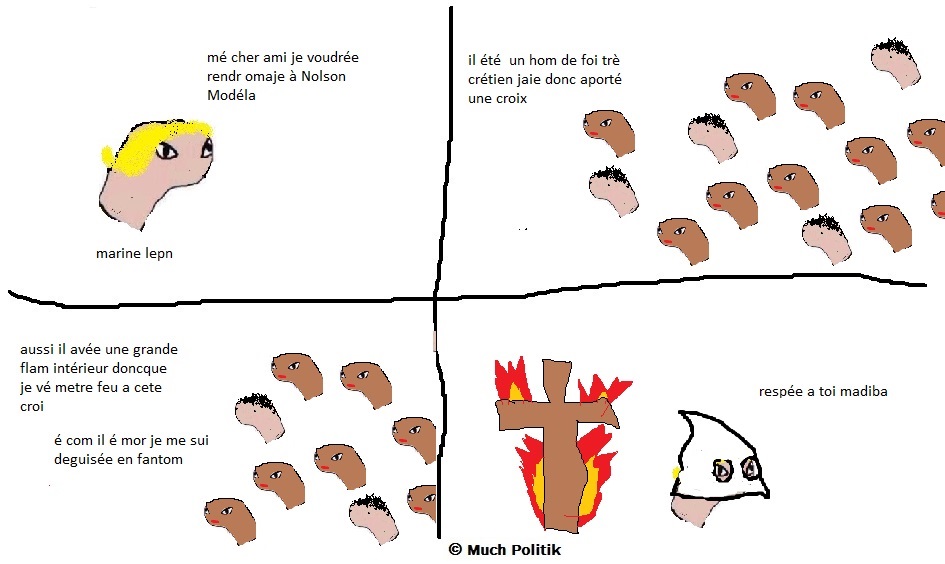 mé cher ami je voudrée
rendr omaje à Nolson
Modéla
marine lepn
il été  un hom de foi trè
crétien jaie donc aporté
une croix
aussi il avée une grande
flam intérieur doncque
je vé metre feu a cete
croi
é com il é mor je me sui
deguisée en fantom
respée a toi madiba
© Much Politik